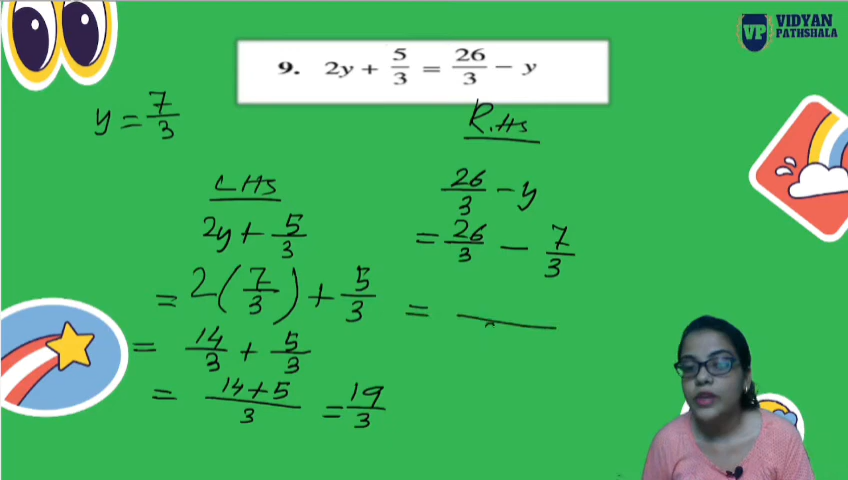 VIDYAN
PATHSHALA
VP
9. 2y + 5/3 = 26/3 - y
y = 7/3
LHS
2y + 5/3
= 2(7/3) + 5/3
= 14/3 + 5/3
= 14+5/3 = 19/3
R.Hs
26/3 - y
= 26/3 - 7/3
=